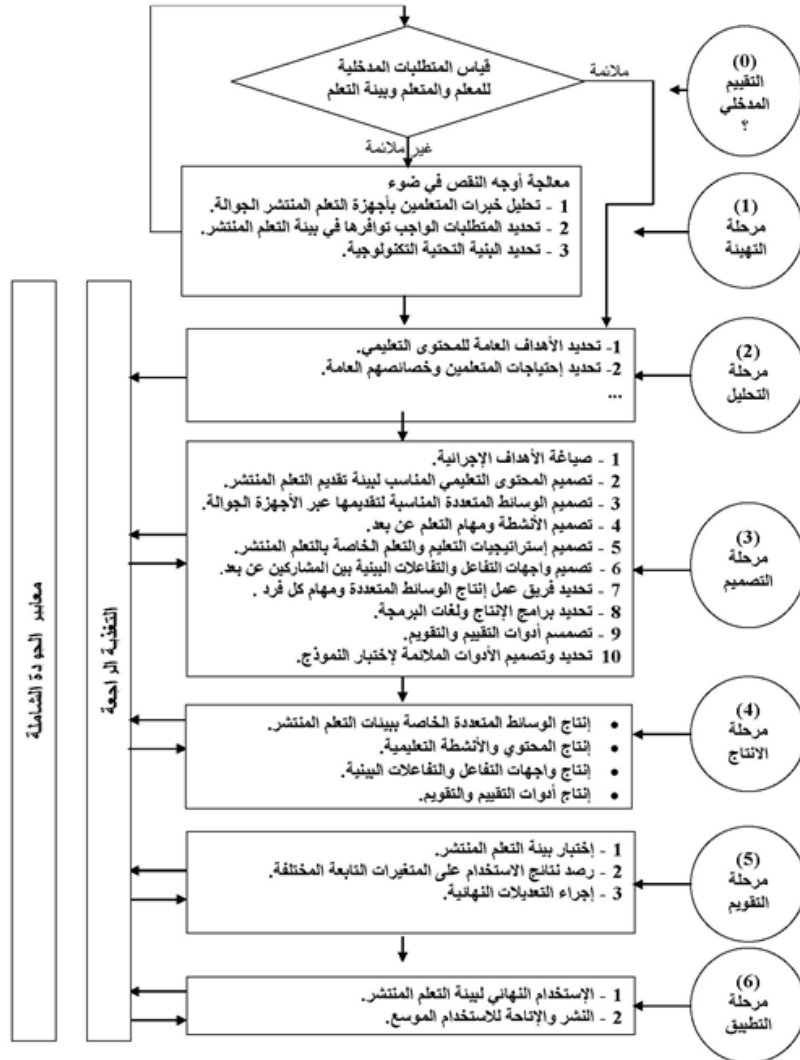 (0)
التقييم
المدخلي
؟
قياس المتطلبات المدخلية
للمعلم والمتعلم وبيئة التعلم
ملائمة
غير ملائمة
(1)
مرحلة
التهيئة
معالجة أوجه النقص في ضوء
1 - تحليل خبرات المتعلمين بأجهزة التعلم المنتشر الجوالة.
2 - تحديد المتطلبات الواجب توافرها في بيئة التعلم المنتشر.
3 - تحديد البنية التحتية التكنولوجية.
(2)
مرحلة
التحليل
1- تحديد الأهداف العامة للمحتوى التعليمي.
2- تحديد إحتياجات المتعلمين وخصائصهم العامة.
...
(3)
مرحلة
التصميم
1 - صياغة الأهداف الإجرائية.
2 - تصميم المحتوى التعليمي المناسب لبيئة تقديم التعلم المنتشر.
3 - تصميم الوسائط المتعددة المناسبة لتقديمها عبر الأجهزة الجوالة.
4 - تصميم الأنشطة ومهام التعلم عن بعد.
5 - تصميم إستراتيجيات التعليم والتعلم الخاصة بالتعلم المنتشر.
6 - تصميم واجهات التفاعل والتفاعلات البينية بين المشاركين عن بعد.
7 - تحديد فريق عمل إنتاج الوسائط المتعددة ومهام كل فرد .
8 - تحديد برامج الإنتاج ولغات البرمجة.
9 - تصمسم أدوات التقييم والتقويم.
10 تحديد وتصميم الأدوات الملائمة لإختبار النموذج.
(4)
مرحلة
الانتاج
• إنتاج الوسائط المتعددة الخاصة ببيئات التعلم المنتشر.
• إنتاج المحتوي والأنشطة التعليمية.
• إنتاج واجهات التفاعل والتفاعلات البينية.
• إنتاج أدوات التقييم والتقويم.
(5)
مرحلة
التقويم
1 - إختبار بيئة التعلم المنتشر.
2 - رصد نتائج الاستخدام على المتغيرات التابعة المختلفة.
3 - إجراء التعديلات النهائية.
(6)
مرحلة
التطبيق
1 - الإستخدام النهائي لبيئة التعلم المنتشر.
2 - النشر والإتاحة للاستخدام الموسع.
التغذية الراجعة
معايير الجودة الشاملة